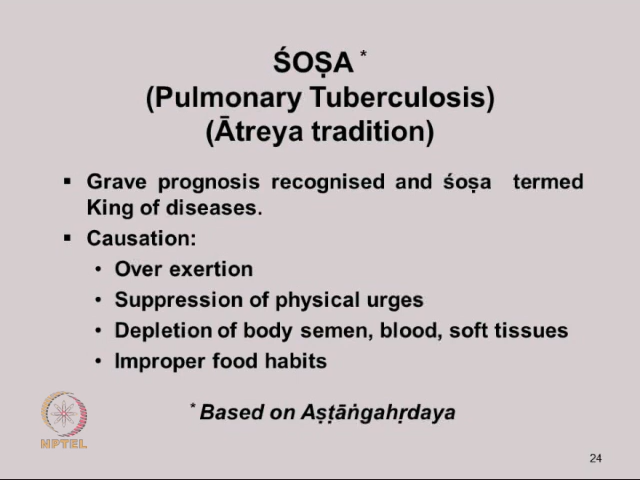 ŚOṢA *
(Pulmonary Tuberculosis)
(Ātreya tradition)
▪ Grave prognosis recognised and śoṣa termed
King of diseases.
▪ Causation:
• Over exertion
• Suppression of physical urges
• Depletion of body semen, blood, soft tissues
• Improper food habits
* Based on Aṣṭāṅgahṛdaya
NPTEL
24